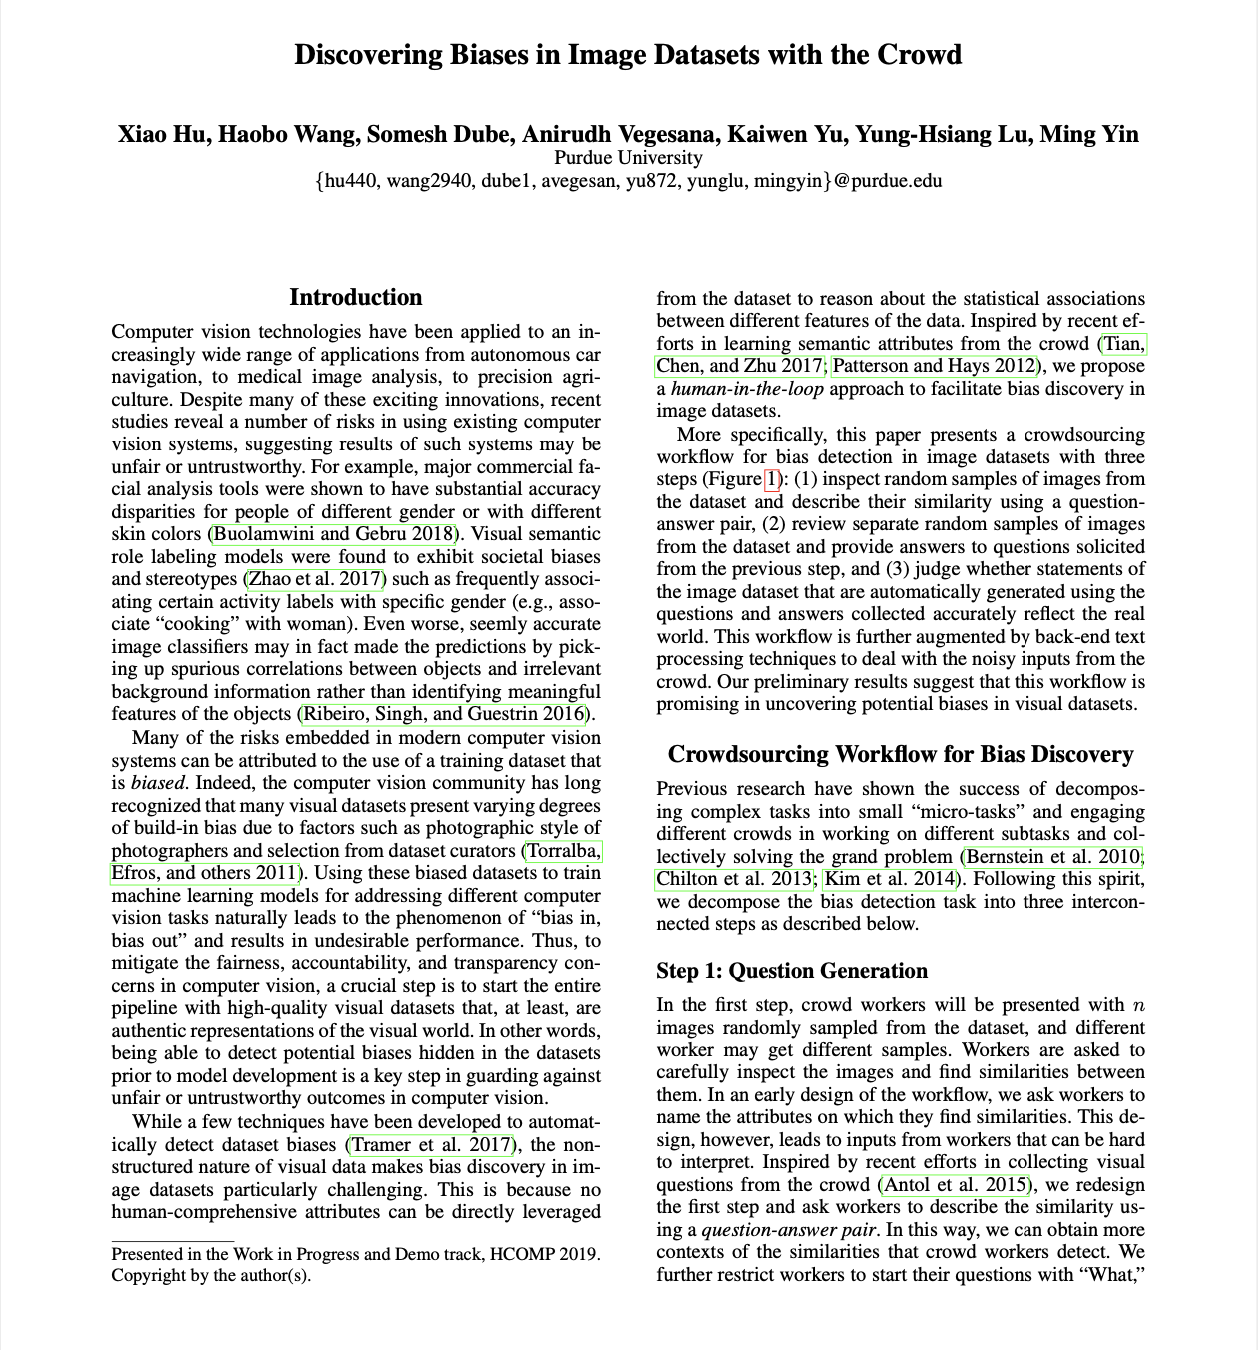 Discovering Biases in Image Datasets with the Crowd
Xiao Hu, Haobo Wang, Somesh Dube, Anirudh Vegesana, Kaiwen Yu, Yung-Hsiang Lu, Ming Yin
Purdue University
{hu440, wang2940, dube1, avegesan, yu872, yunglu, mingyin}@purdue.edu
Introduction
Computer vision technologies have been applied to an in-
creasingly wide range of applications from autonomous car
navigation, to medical image analysis, to precision agri-
culture. Despite many of these exciting innovations, recent
studies reveal a number of risks in using existing computer
vision systems, suggesting results of such systems may be
unfair or untrustworthy. For example, major commercial fa-
cial analysis tools were shown to have substantial accuracy
disparities for people of different gender or with different
skin colors (Buolamwini and Gebru 2018). Visual semantic
role labeling models were found to exhibit societal biases
and stereotypes (Zhao et al. 2017) such as frequently associ-
ating certain activity labels with specific gender (e.g., asso-
ciate “cooking” with woman). Even worse, seemly accurate
image classifiers may in fact made the predictions by pick-
ing up spurious correlations between objects and irrelevant
background information rather than identifying meaningful
features of the objects (Ribeiro, Singh, and Guestrin 2016).
Many of the risks embedded in modern computer vision
systems can be attributed to the use of a training dataset that
is biased. Indeed, the computer vision community has long
recognized that many visual datasets present varying degrees
of build-in bias due to factors such as photographic style of
photographers and selection from dataset curators (Torralba,
Efros, and others 2011). Using these biased datasets to train
machine learning models for addressing different computer
vision tasks naturally leads to the phenomenon of “bias in,
bias out” and results in undesirable performance. Thus, to
mitigate the fairness, accountability, and transparency con-
cerns in computer vision, a crucial step is to start the entire
pipeline with high-quality visual datasets that, at least, are
authentic representations of the visual world. In other words,
being able to detect potential biases hidden in the datasets
prior to model development is a key step in guarding against
unfair or untrustworthy outcomes in computer vision.
While a few techniques have been developed to automat-
ically detect dataset biases (Tramer et al. 2017), the non-
structured nature of visual data makes bias discovery in im-
age datasets particularly challenging. This is because no
human-comprehensive attributes can be directly leveraged
Presented in the Work in Progress and Demo track, HCOMP 2019.
Copyright by the author(s).
from the dataset to reason about the statistical associations
between different features of the data. Inspired by recent ef-
forts in learning semantic attributes from the crowd (Tian,
Chen, and Zhu 2017; Patterson and Hays 2012), we propose
a human-in-the-loop approach to facilitate bias discovery in
image datasets.
More specifically, this paper presents a crowdsourcing
workflow for bias detection in image datasets with three
steps (Figure 1): (1) inspect random samples of images from
the dataset and describe their similarity using a question-
answer pair, (2) review separate random samples of images
from the dataset and provide answers to questions solicited
from the previous step, and (3) judge whether statements of
the image dataset that are automatically generated using the
questions and answers collected accurately reflect the real
world. This workflow is further augmented by back-end text
processing techniques to deal with the noisy inputs from the
crowd. Our preliminary results suggest that this workflow is
promising in uncovering potential biases in visual datasets.
Crowdsourcing Workflow for Bias Discovery
Previous research have shown the success of decompos-
ing complex tasks into small “micro-tasks” and engaging
different crowds in working on different subtasks and col-
lectively solving the grand problem (Bernstein et al. 2010;
Chilton et al. 2013; Kim et al. 2014). Following this spirit,
we decompose the bias detection task into three intercon-
nected steps as described below.
Step 1: Question Generation
In the first step, crowd workers will be presented with n
images randomly sampled from the dataset, and different
worker may get different samples. Workers are asked to
carefully inspect the images and find similarities between
them. In an early design of the workflow, we ask workers to
name the attributes on which they find similarities. This de-
sign, however, leads to inputs from workers that can be hard
to interpret. Inspired by recent efforts in collecting visual
questions from the crowd (Antol et al. 2015), we redesign
the first step and ask workers to describe the similarity us-
ing a question-answer pair. In this way, we can obtain more
contexts of the similarities that crowd workers detect. We
further restrict workers to start their questions with “What,”